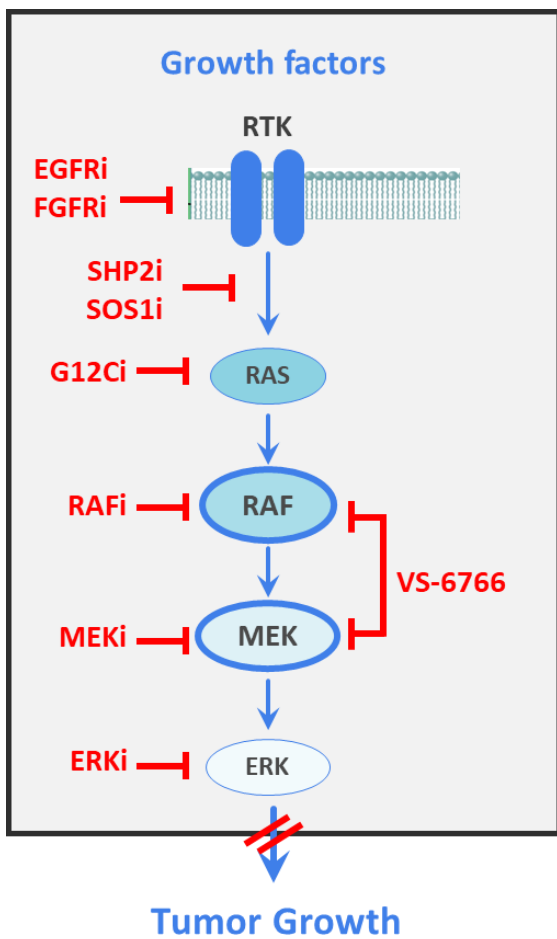 Growth factors
RTK
EGFRi
FGFRi
SHP2i
SOS1i
G12Ci
RAS
RAFi
RAF
VS-6766
MEKi
MEK
ERKi
ERK
Tumor Growth